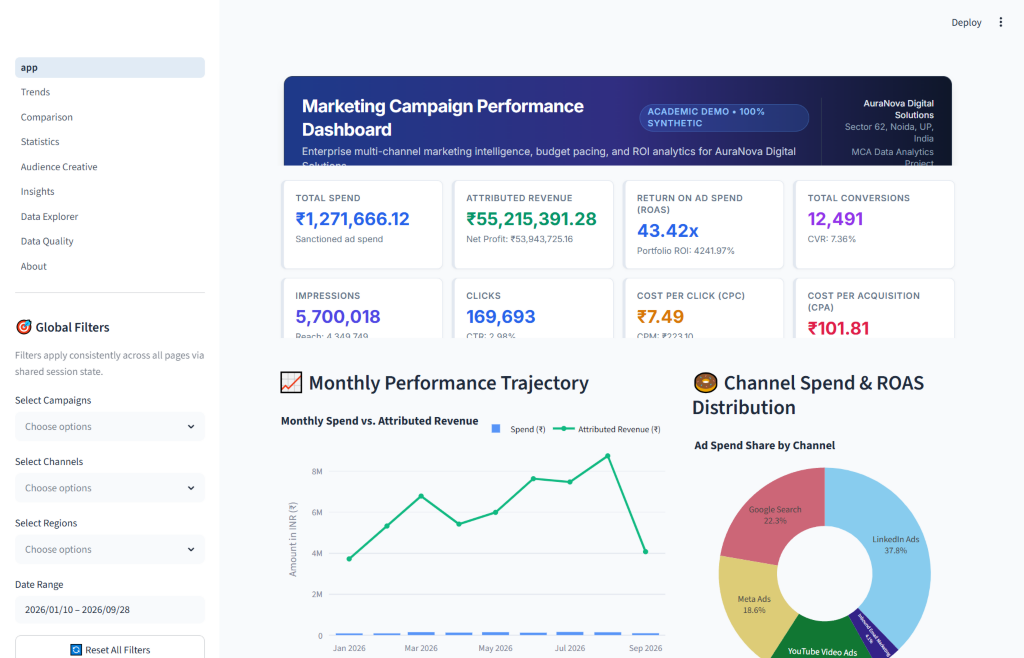 Deploy
app
Trends
Comparison
Statistics
Audience Creative
Insights
Data Explorer
Data Quality
About
Global Filters
Filters apply consistently across all pages via
shared session state.
Select Campaigns
Choose options
Select Channels
Choose options
Select Regions
Choose options
Date Range
2026/01/10 – 2026/09/28
Reset All Filters
Marketing Campaign Performance
Dashboard
Enterprise multi-channel marketing intelligence, budget pacing, and ROI analytics for AuraNova Digital
Solutions
ACADEMIC DEMO • 100%
SYNTHETIC
AuraNova Digital
Solutions
Sector 62, Noida, UP,
India
MCA Data Analytics
Project
TOTAL SPEND
₹1,271,666.12
Sanctioned ad spend
ATTRIBUTED REVENUE
₹55,215,391.28
Net Profit: ₹53,943,725.16
RETURN ON AD SPEND
(ROAS)
43.42x
Portfolio ROI: 4241.97%
TOTAL CONVERSIONS
12,491
CVR: 7.36%
IMPRESSIONS
5,700,018
Reach: 4,349,749
CLICKS
169,693
CTR: 2.98%
COST PER CLICK (CPC)
₹7.49
CPM: ₹223.10
COST PER ACQUISITION
(CPA)
₹101.81
Monthly Performance Trajectory
Monthly Spend vs. Attributed Revenue
Spend (₹)
Attributed Revenue (₹)
Amount in INR (₹)
8M
6M
4M
2M
0
Jan 2026
Mar 2026
May 2026
Jul 2026
Sep 2026
Channel Spend & ROAS
Distribution
Ad Spend Share by Channel
Google Search
22.3%
LinkedIn Ads
37.8%
Meta Ads
18.6%
YouTube Video Ads